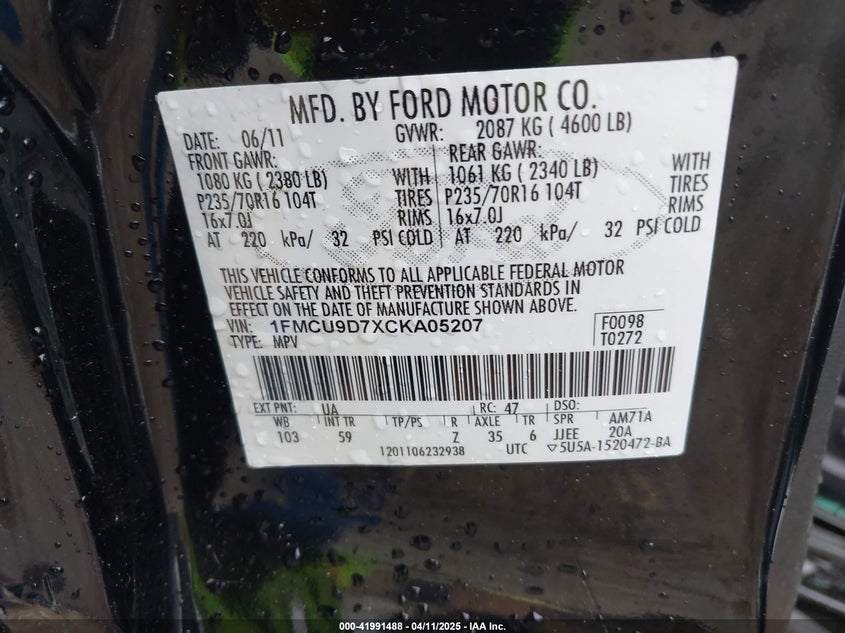 MFD. BY FORD MOTOR CO.
DATE: 06/11 GVWR: 2087 KG ( 4600 LB)
FRONT GAWR: REAR GAWR:
1080 KG ( 2380 LB) WITH 1061 KG ( 2340 LB) WITH
P235/70R16 104T TIRES P235/70R16 104T TIRES
16x7.0J RIMS 16x7.0J RIMS
AT 220 kPa/ 32 PSI COLD AT 220 kPa/ 32 PSI COLD
THIS VEHICLE CONFORMS TO ALL APPLICABLE FEDERAL MOTOR
VEHICLE SAFETY AND THEFT PREVENTION STANDARDS IN
EFFECT ON THE DATE OF MANUFACTURE SHOWN ABOVE.
VIN: 1FMCU9D7XCKA05207 F0098
TYPE: MPV T0272
EXT PNT: UA RC: 47 DSO:
WB INT TR TP/PS R AXLE TR SPR AM71A
103 59 Z 35 6 JJEE 20A
1201106232938 UTC ▽5U5A-1520472-BA
000-41991488 - 04/11/2025 - IAA Inc.